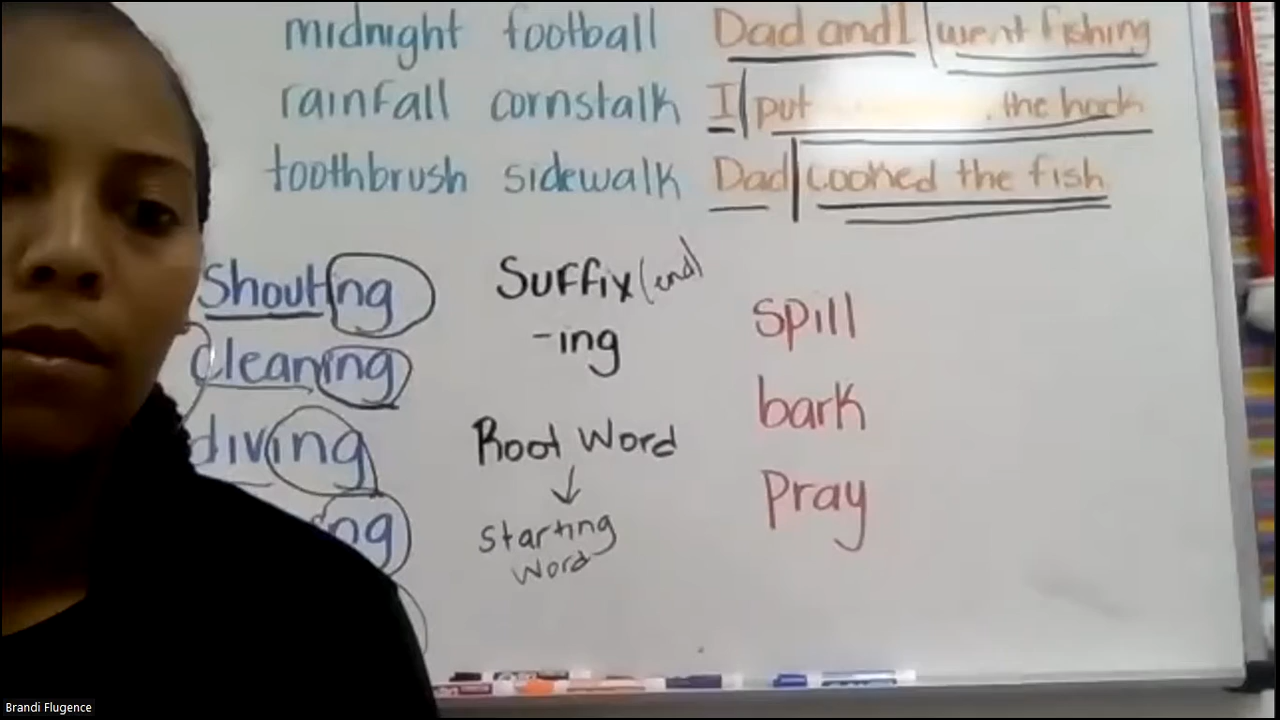 midnight football Dad and I went fishing
rainfall cornstalk I put the hook
toothbrush sidewalk Dad cooked the fish
Shouting Suffix (end) spill
cleaning -ing bark
diving Root Word pray
ng starting
word
Brandi Flugence